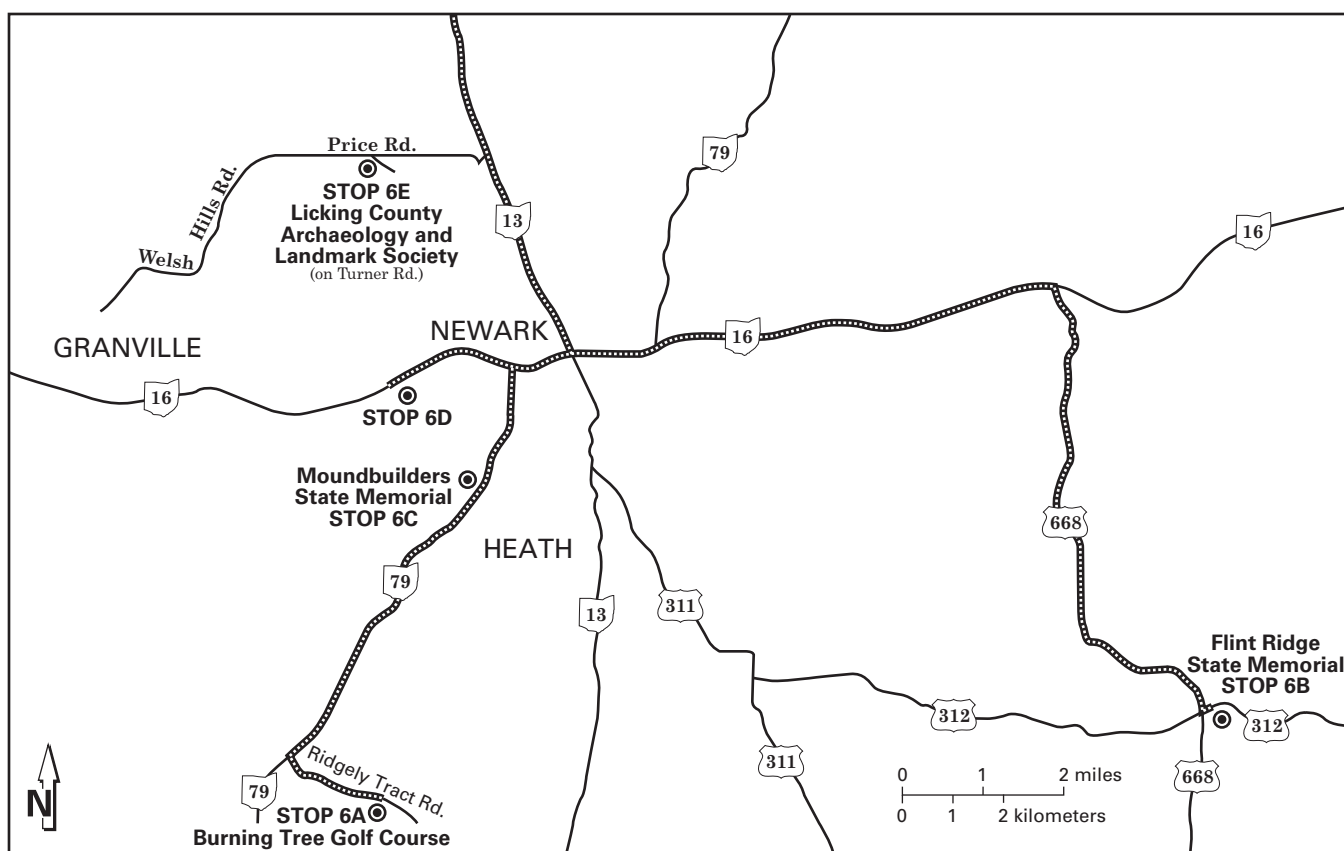 Price Rd.
79
STOP 6E
Licking County
Archaeology and
Landmark Society
(on Turner Rd.)
Hills Rd.
13
16
Welsh
NEWARK
GRANVILLE
16
16
STOP 6D
Moundbuilders
State Memorial
STOP 6C
668
HEATH
79
311
13
Flint Ridge
State Memorial
STOP 6B
312
312
Ridgely Tract Rd.
311
0 1 2 miles
668
79
N
0 1 2 kilometers
STOP 6A
Burning Tree Golf Course